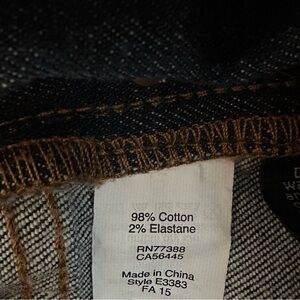 98% Cotton
2% Elastane
RN77388
CA56445
Made in China
Style E3383
FA 15